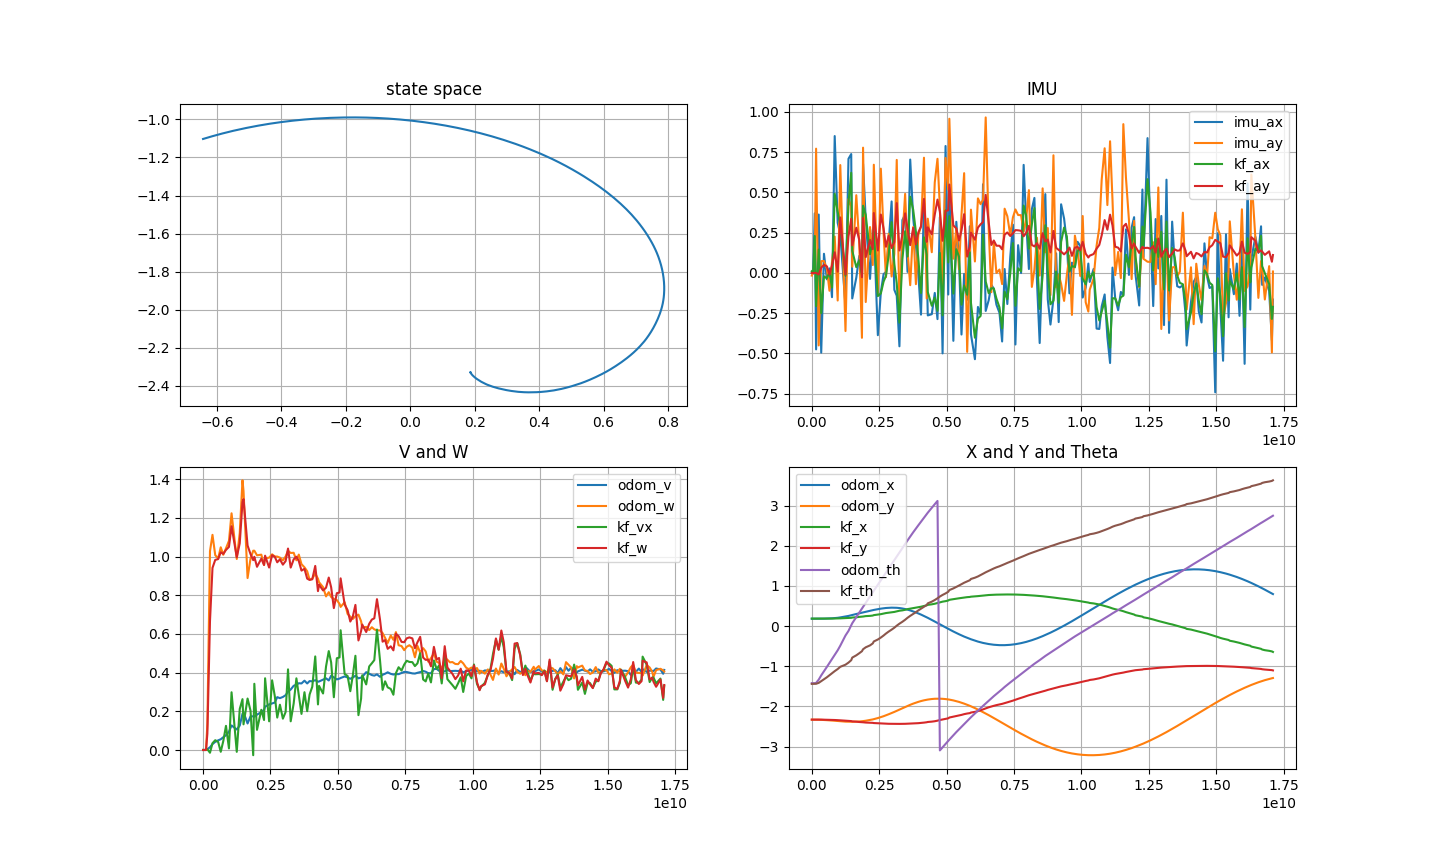 state space
−1.0
−1.2
−1.4
−1.6
−1.8
−2.0
−2.2
−2.4
−0.6 −0.4 −0.2 0.0 0.2 0.4 0.6 0.8
IMU
1.00
0.75
0.50
0.25
0.00
−0.25
−0.50
−0.75
imu_ax
imu_ay
kf_ax
kf_ay
0.00 0.25 0.50 0.75 1.00 1.25 1.50 1.75
1e10
V and W
1.4
1.2
1.0
0.8
0.6
0.4
0.2
0.0
odom_v
odom_w
kf_vx
kf_w
0.00 0.25 0.50 0.75 1.00 1.25 1.50 1.75
1e10
X and Y and Theta
3
2
1
0
−1
−2
−3
odom_x
odom_y
kf_x
kf_y
odom_th
kf_th
0.00 0.25 0.50 0.75 1.00 1.25 1.50 1.75
1e10